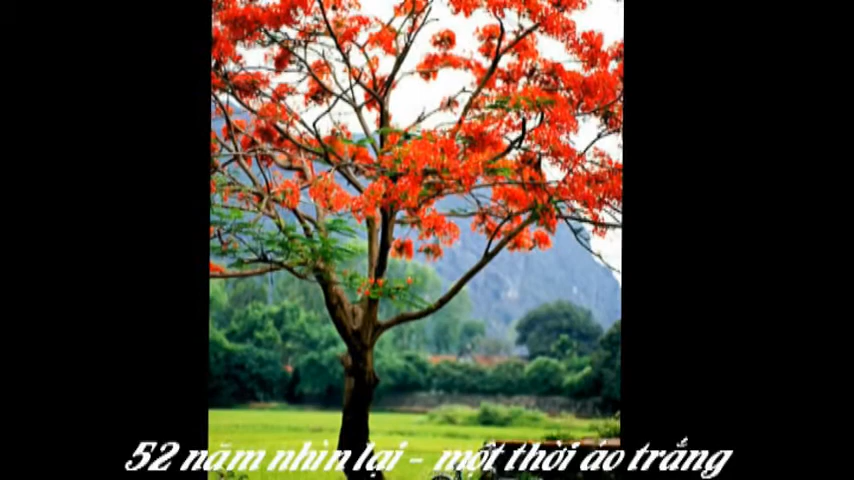 52 năm nhìn lại - một thời áo trắng